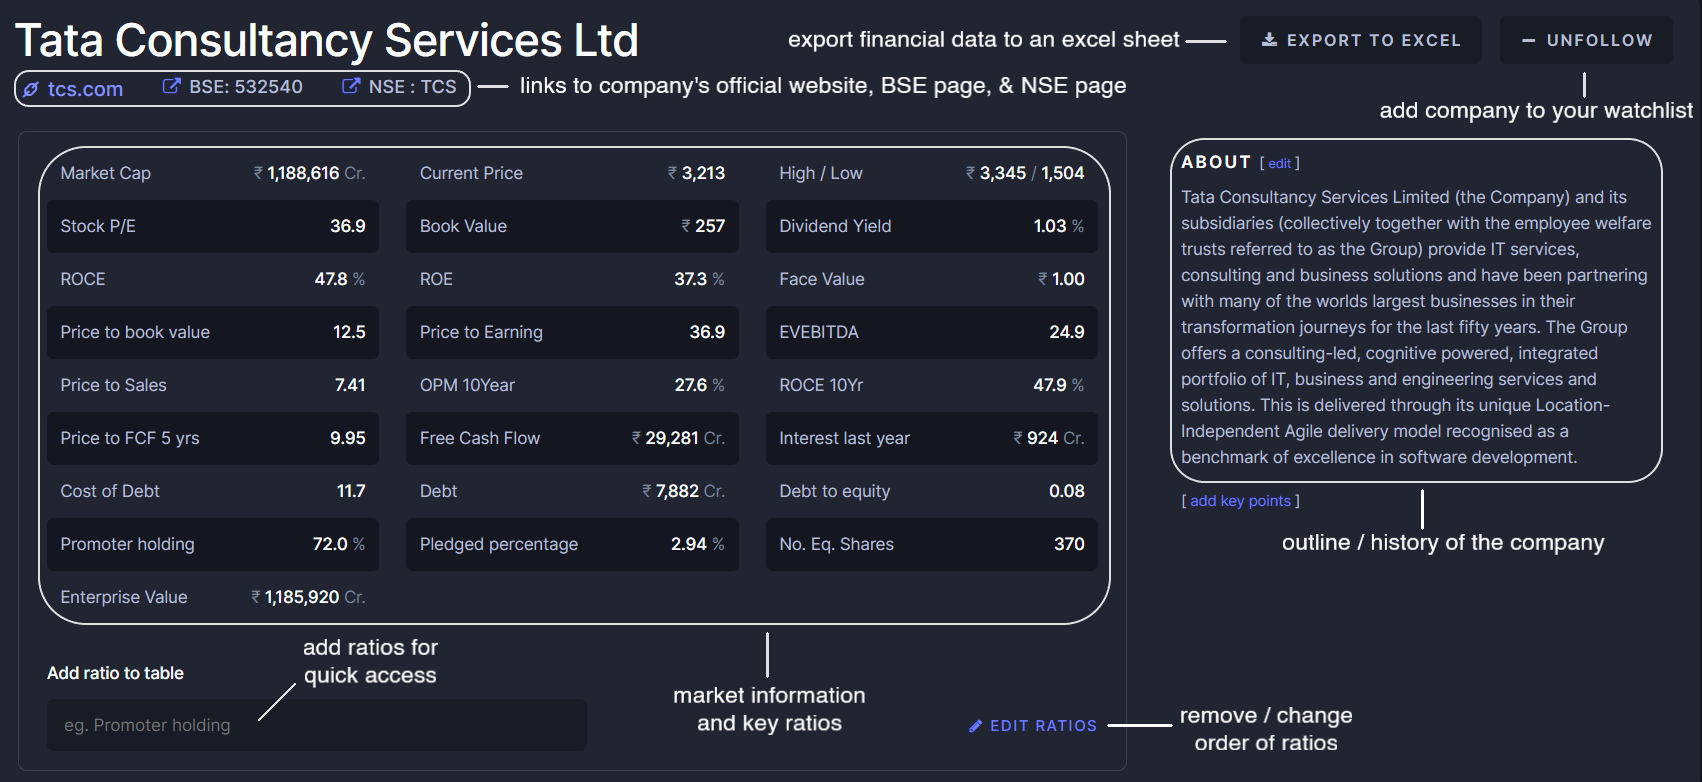 Tata Consultancy Services Ltd
export financial data to an excel sheet
EXPORT TO EXCEL
UNFOLLOW
tcs.com
BSE: 532540
NSE : TCS
links to company's official website, BSE page, & NSE page
add company to your watchlist
Market Cap ₹ 1,188,616 Cr.
Current Price ₹ 3,213
High / Low ₹ 3,345 / 1,504
Stock P/E 36.9
Book Value ₹ 257
Dividend Yield 1.03 %
ROCE 47.8 %
ROE 37.3 %
Face Value ₹ 1.00
Price to book value 12.5
Price to Earning 36.9
EVEBITDA 24.9
Price to Sales 7.41
OPM 10Year 27.6 %
ROCE 10Yr 47.9 %
Price to FCF 5 yrs 9.95
Free Cash Flow ₹ 29,281 Cr.
Interest last year ₹ 924 Cr.
Cost of Debt 11.7
Debt ₹ 7,882 Cr.
Debt to equity 0.08
Promoter holding 72.0 %
Pledged percentage 2.94 %
No. Eq. Shares 370
Enterprise Value ₹ 1,185,920 Cr.
ABOUT [ edit ]
Tata Consultancy Services Limited (the Company) and its
subsidiaries (collectively together with the employee welfare
trusts referred to as the Group) provide IT services,
consulting and business solutions and have been partnering
with many of the worlds largest businesses in their
transformation journeys for the last fifty years. The Group
offers a consulting-led, cognitive powered, integrated
portfolio of IT, business and engineering services and
solutions. This is delivered through its unique Location-
Independent Agile delivery model recognised as a
benchmark of excellence in software development.
[ add key points ]
outline / history of the company
add ratios for
quick access
Add ratio to table
eg. Promoter holding
market information
and key ratios
EDIT RATIOS
remove / change
order of ratios